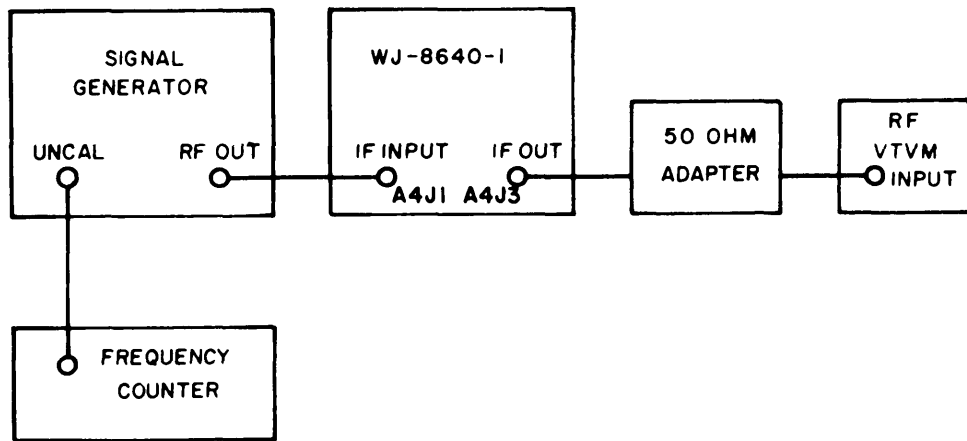 SIGNAL
GENERATOR
UNCAL
RF OUT
WJ-8640-1
IF INPUT
IF OUT
A4J1
A4J3
50 OHM
ADAPTER
RF
VTVM
INPUT
FREQUENCY
COUNTER